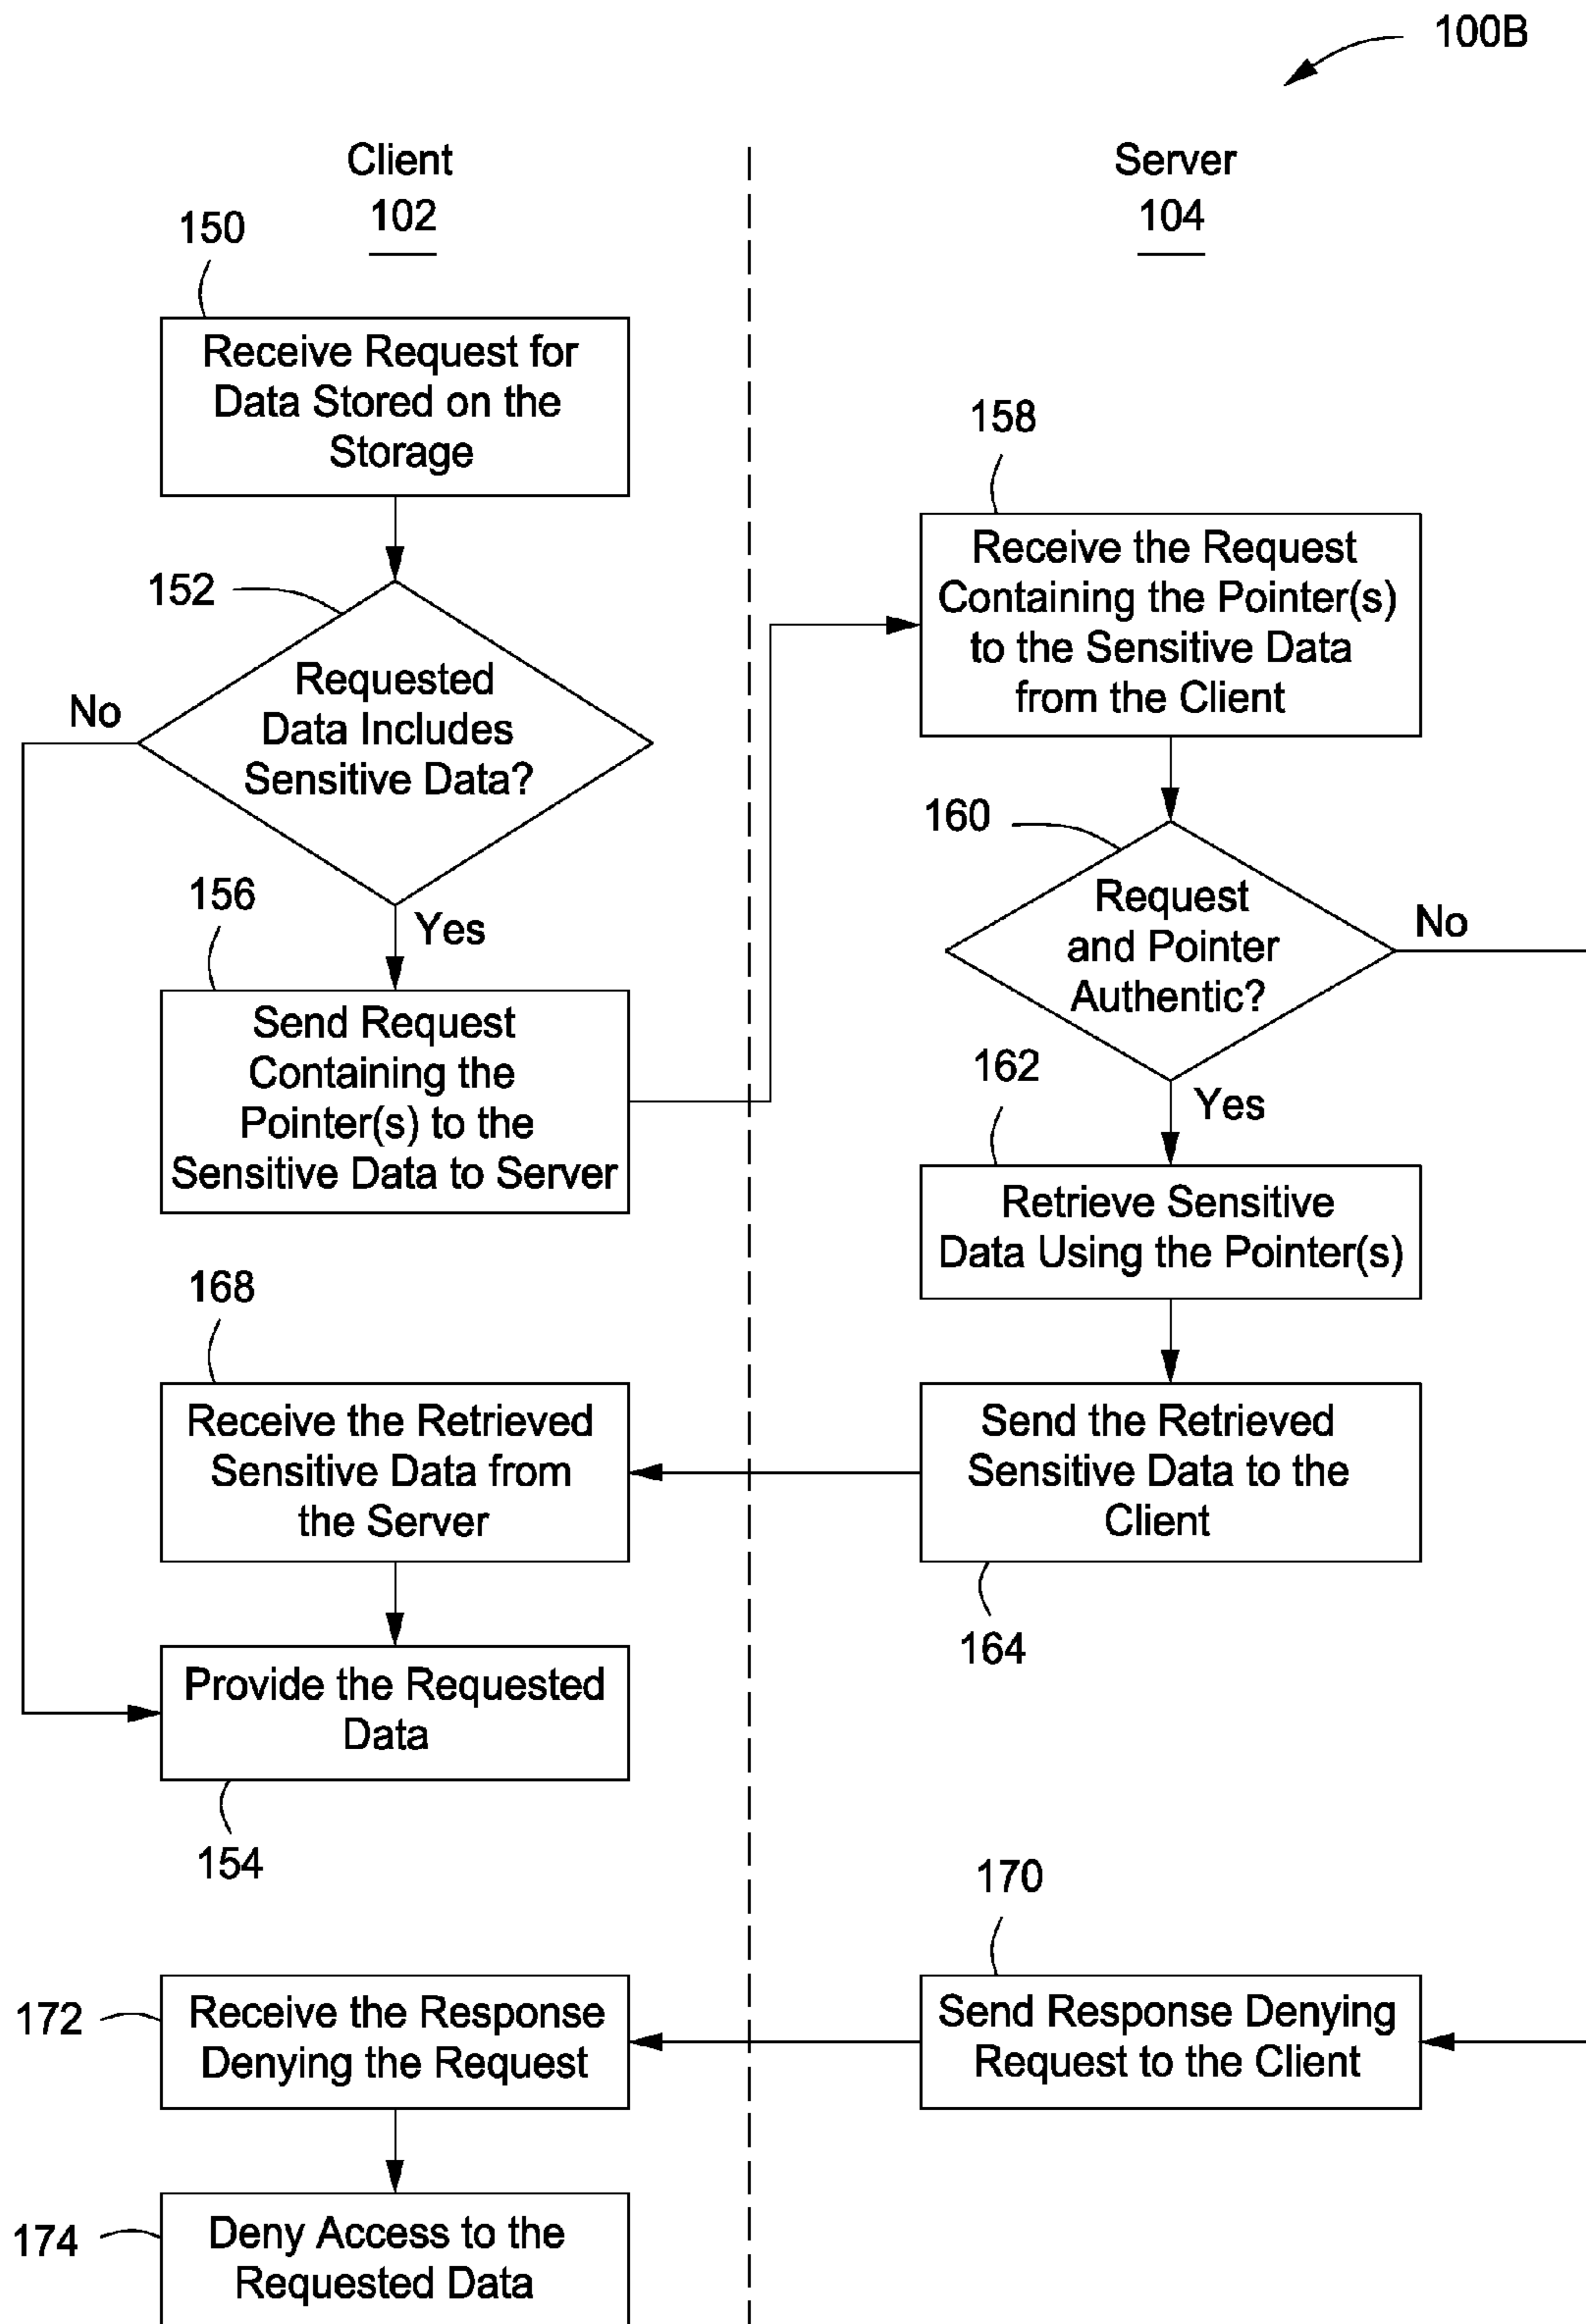 100B
Client
102
Server
104
150
Receive Request for
Data Stored on the
Storage
152
Requested
Data Includes
Sensitive Data?
No
Yes
156
Send Request
Containing the
Pointer(s) to the
Sensitive Data to Server
158
Receive the Request
Containing the Pointer(s)
to the Sensitive Data
from the Client
160
Request
and Pointer
Authentic?
No
Yes
162
Retrieve Sensitive
Data Using the Pointer(s)
Send the Retrieved
Sensitive Data to the
Client
164
168
Receive the Retrieved
Sensitive Data from
the Server
Provide the Requested
Data
154
170
Send Response Denying
Request to the Client
172
Receive the Response
Denying the Request
174
Deny Access to the
Requested Data